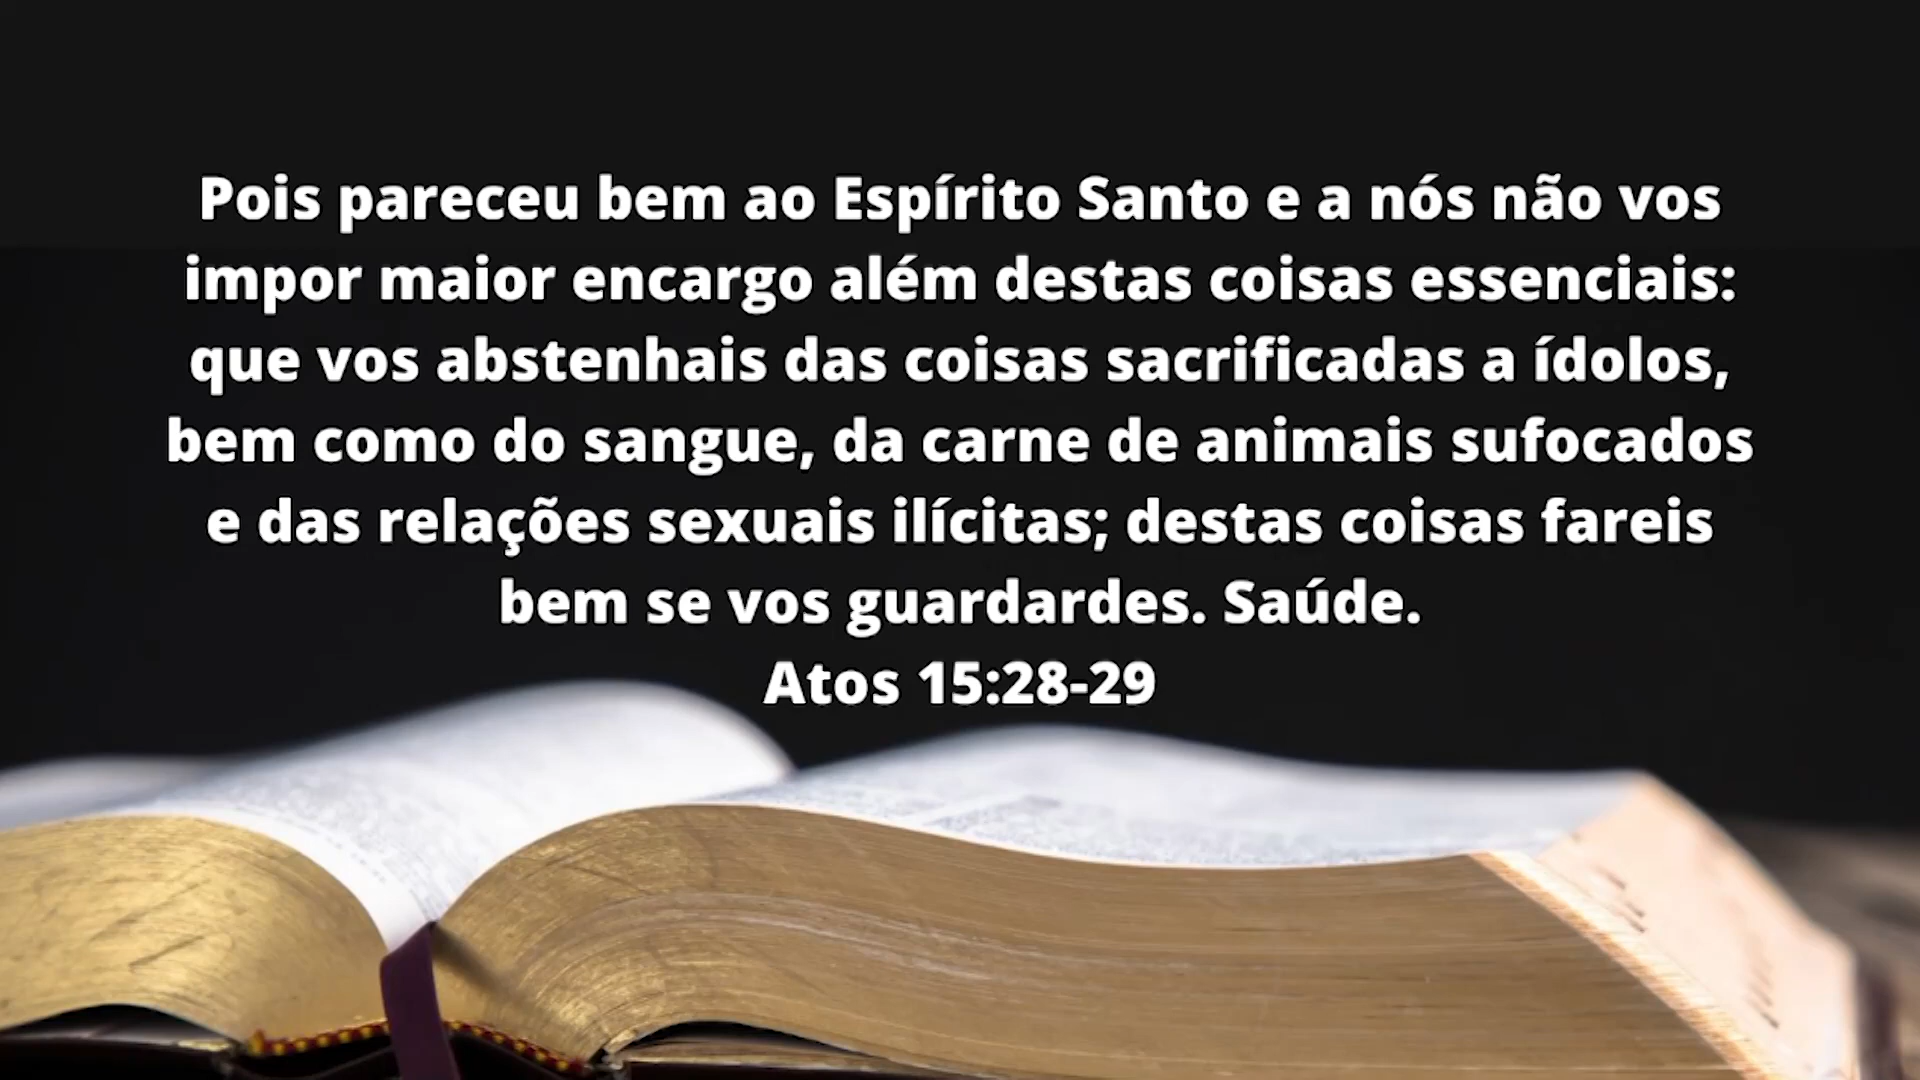 Pois pareceu bem ao Espírito Santo e a nós não vos
impor maior encargo além destas coisas essenciais:
que vos abstenhais das coisas sacrificadas a ídolos,
bem como do sangue, da carne de animais sufocados
e das relações sexuais ilícitas; destas coisas fareis
bem se vos guardardes. Saúde.
Atos 15:28-29